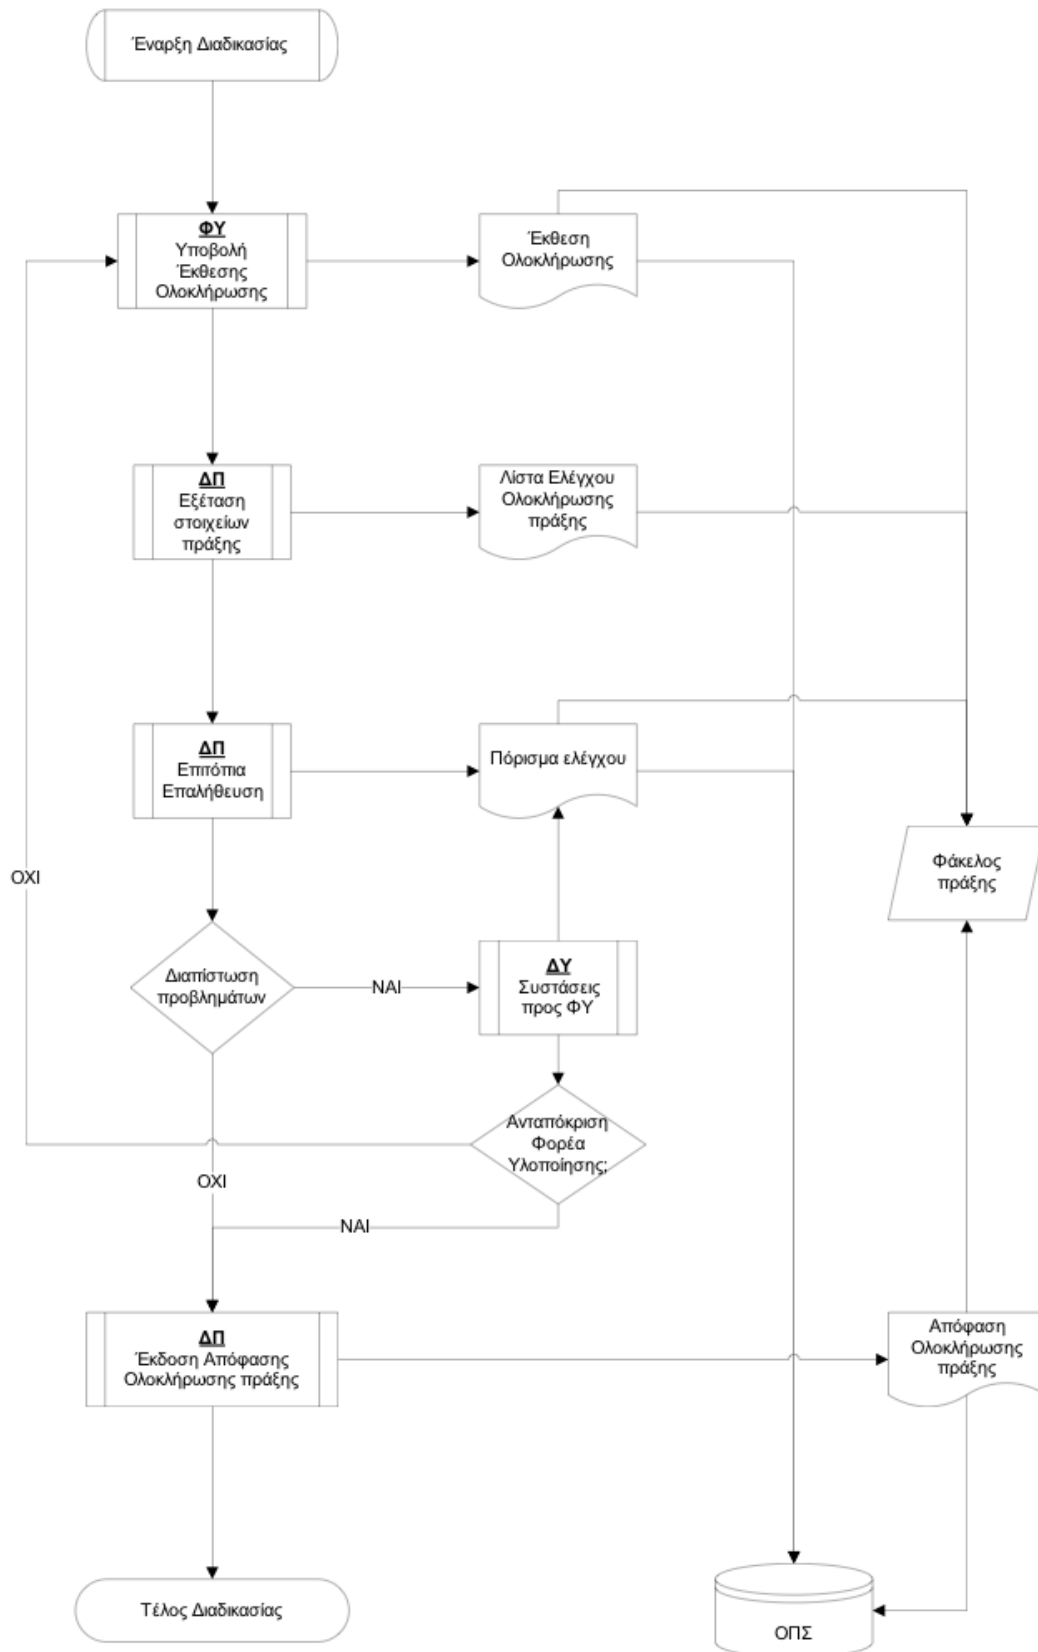 Έναρξη Διαδικασίας
ΦΥ
Υποβολή
Έκθεσης
Ολοκλήρωσης
Έκθεση
Ολοκλήρωσης
ΔΠ
Εξέταση
στοιχείων
πράξης
Λίστα Ελέγχου
Ολοκλήρωσης
πράξης
ΔΠ
Επιτόπια
Επαλήθευση
Πόρισμα ελέγχου
Φάκελος
πράξης
ΟΧΙ
Διαπίστωση
προβλημάτων
ΝΑΙ
ΔΥ
Συστάσεις
προς ΦΥ
Ανταπόκριση
Φορέα
Υλοποίησης;
ΟΧΙ
ΝΑΙ
ΔΠ
Έκδοση Απόφασης
Ολοκλήρωσης πράξης
Απόφαση
Ολοκλήρωσης
πράξης
Τέλος Διαδικασίας
ΟΠΣ